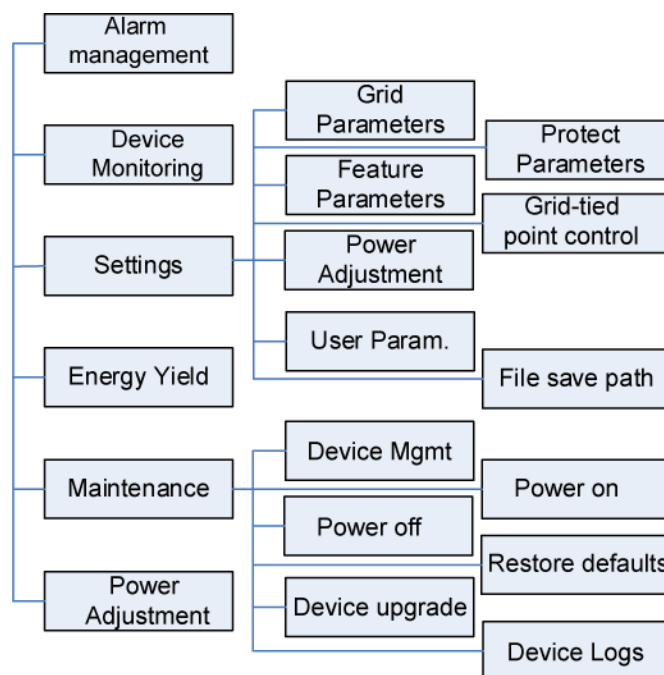 Alarm
management
Device
Monitoring
Settings
Energy Yield
Maintenance
Power
Adjustment
Grid
Parameters
Protect
Parameters
Feature
Parameters
Grid-tied
point control
Power
Adjustment
User Param.
File save path
Device Mgmt
Power on
Power off
Restore defaults
Device upgrade
Device Logs